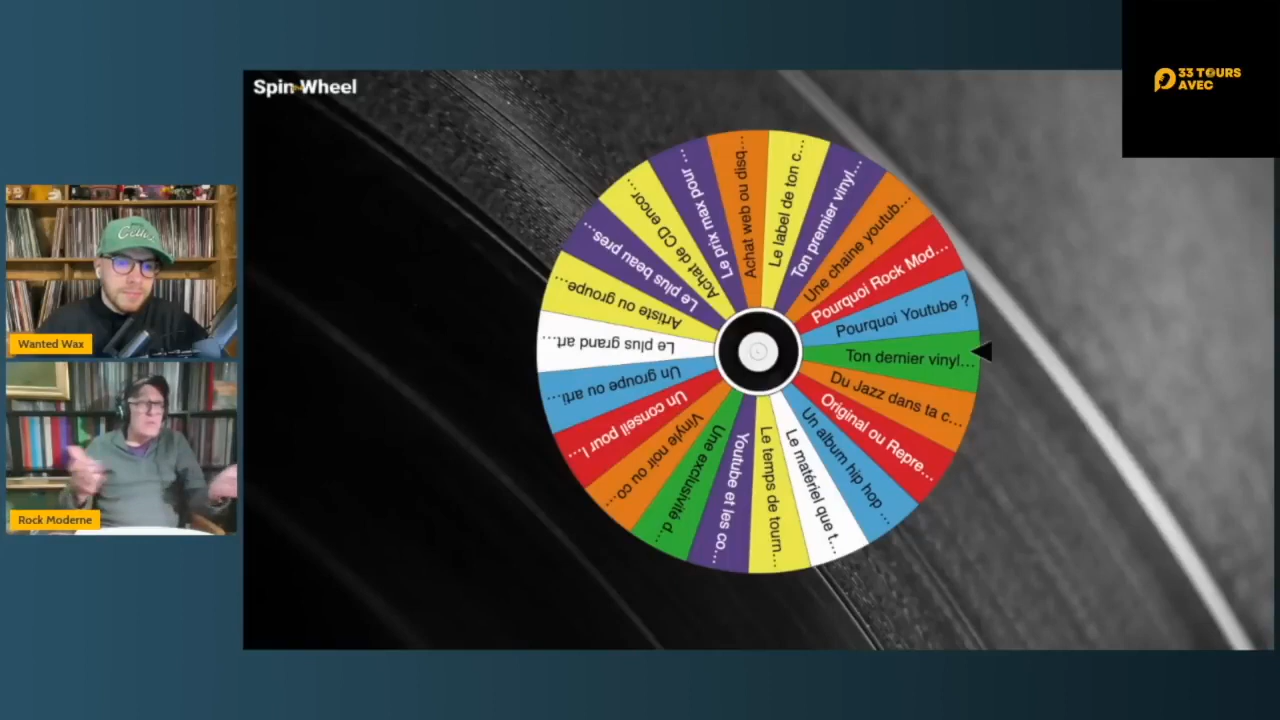 33 TOURS
AVEC
Spin Wheel
Achat web ou disq...
Le label de ton c...
Ton premier vinyl...
Une chaine youtub...
Pourquoi Rock Mod...
Pourquoi Youtube ?
Ton dernier vinyl...
Du Jazz dans ta c...
Original ou Repre...
Un album hip hop ...
Le matériel que t...
Le temps de tourn...
Youtube et les co...
Une exclusivité d...
Vinyle noir ou co...
Un conseil pour l...
Un groupe ou arti...
Le plus grand art...
Artiste ou groupe...
Le plus beau pres...
Achat de CD encor...
Le prix max pour ...
Wanted Wax
Rock Moderne